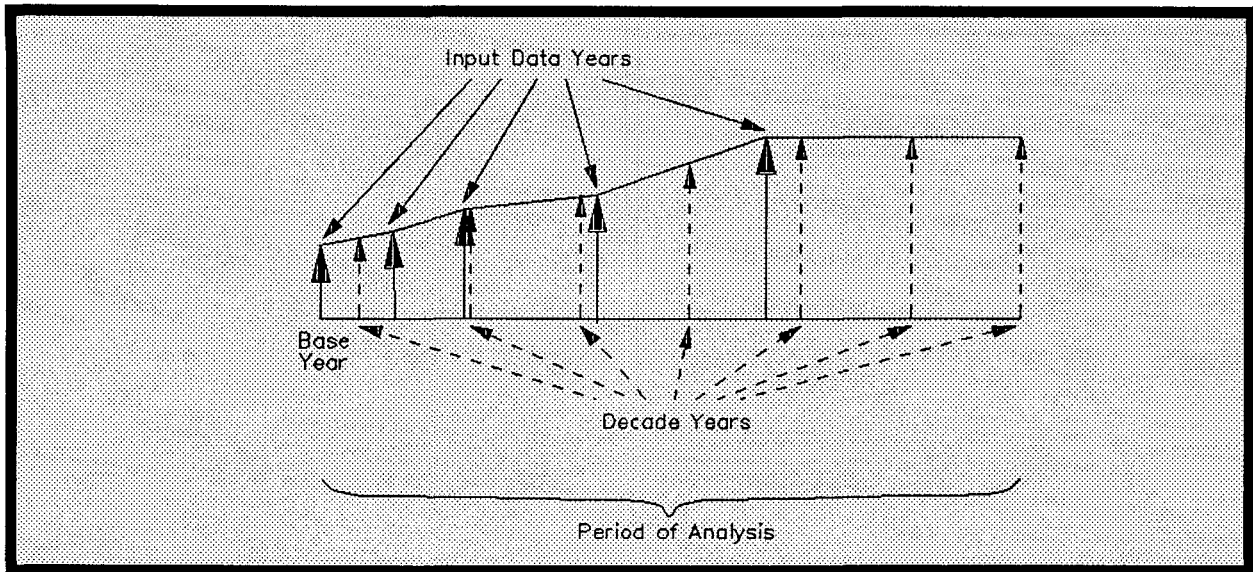 Input Data Years
Base
Year
Decade Years
Period of Analysis